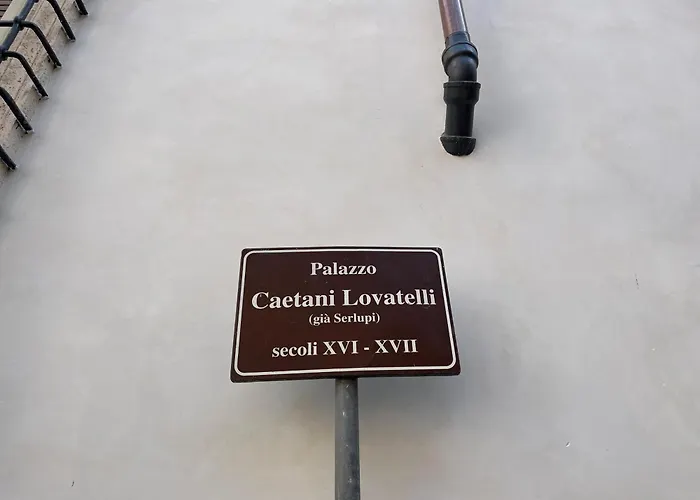 Palazzo
Caetani Lovatelli
(già Serlupi)
secoli XVI - XVII